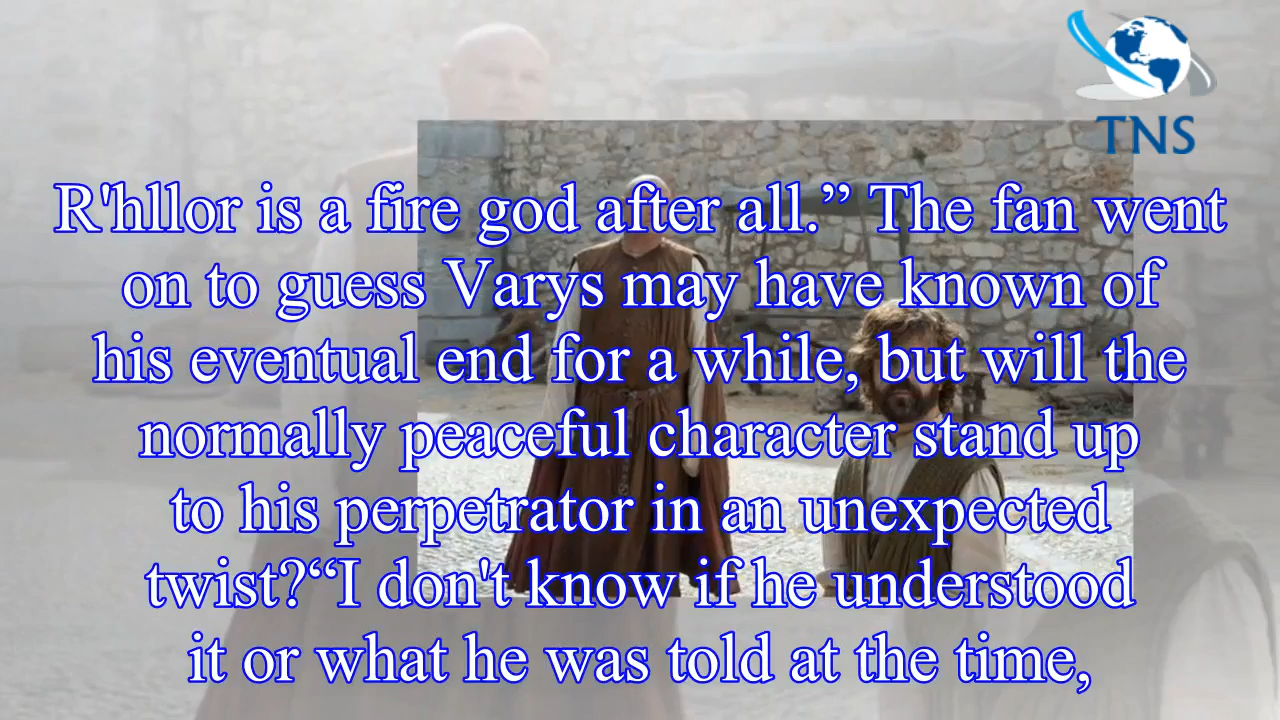 TNS
R'hllor is a fire god after all.” The fan went
on to guess Varys may have known of
his eventual end for a while, but will the
normally peaceful character stand up
to his perpetrator in an unexpected
twist?“I don't know if he understood
it or what he was told at the time,